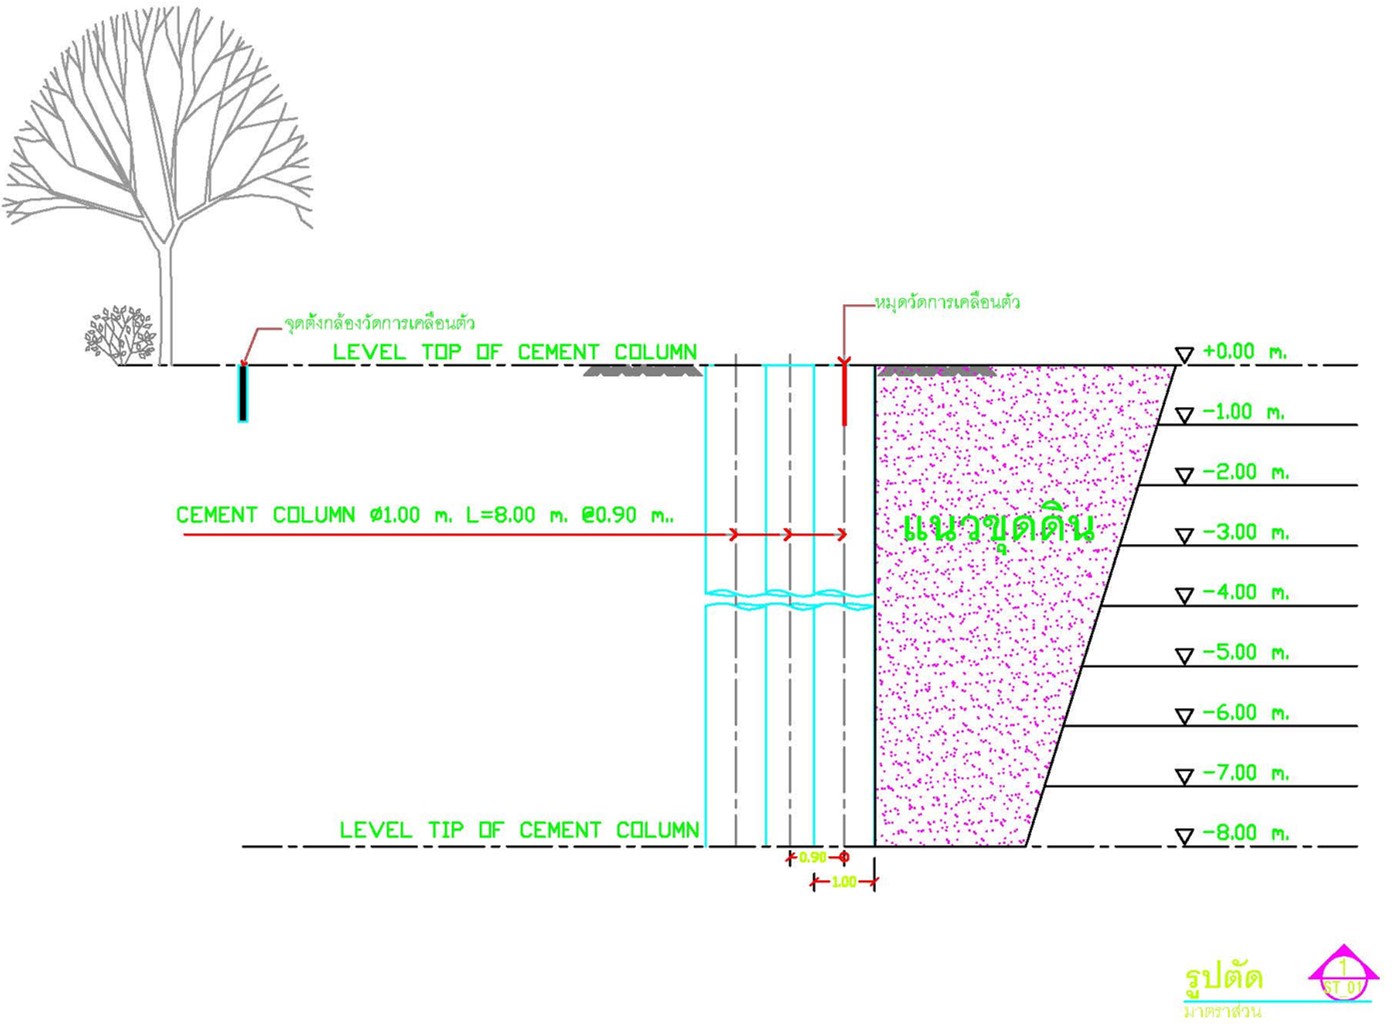 หมุดวัดการเคลื่อนตัว
จุดตั้งกล้องวัดการเคลื่อนตัว
LEVEL TOP OF CEMENT COLUMN
+0.00 m.
-1.00 m.
-2.00 m.
CEMENT COLUMN Ø1.00 m. L=8.00 m. @0.90 m..
แนวขุดดิน
-3.00 m.
-4.00 m.
-5.00 m.
-6.00 m.
-7.00 m.
LEVEL TIP OF CEMENT COLUMN
-8.00 m.
0.90
1.00
รูปตัด
มาตราส่วน
1
ST_01